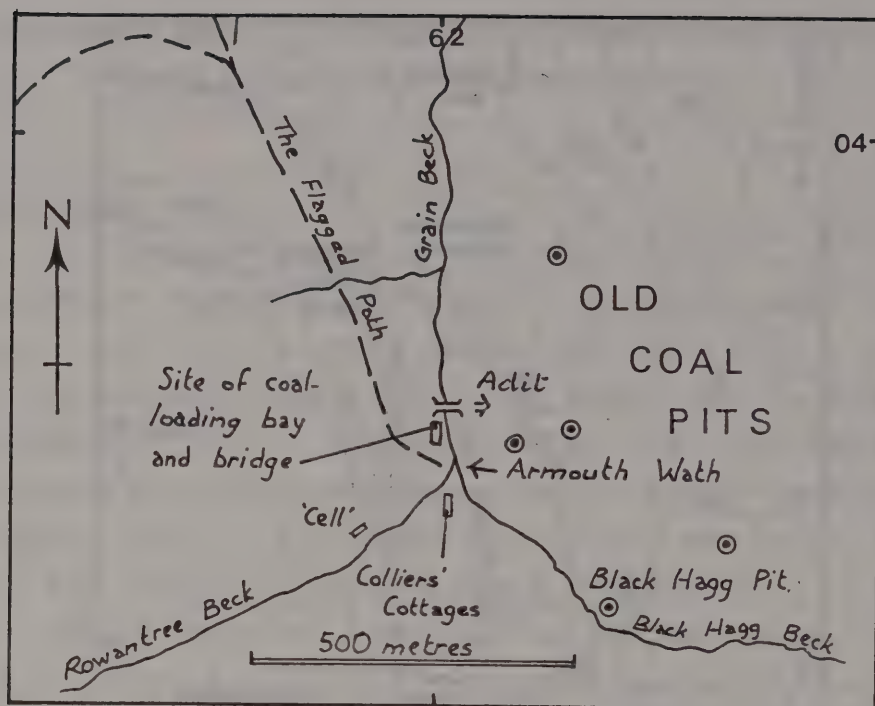 62
04
N
The Flagged
Path
Grain Beck
OLD
COAL
PITS
Site of coal-
loading bay
and bridge
Adit
Armouth Wath
'Cell'
Colliers'
Cottages
Black Hagg Pit.
Black Hagg Beck
Rowantree Beck
500 metres